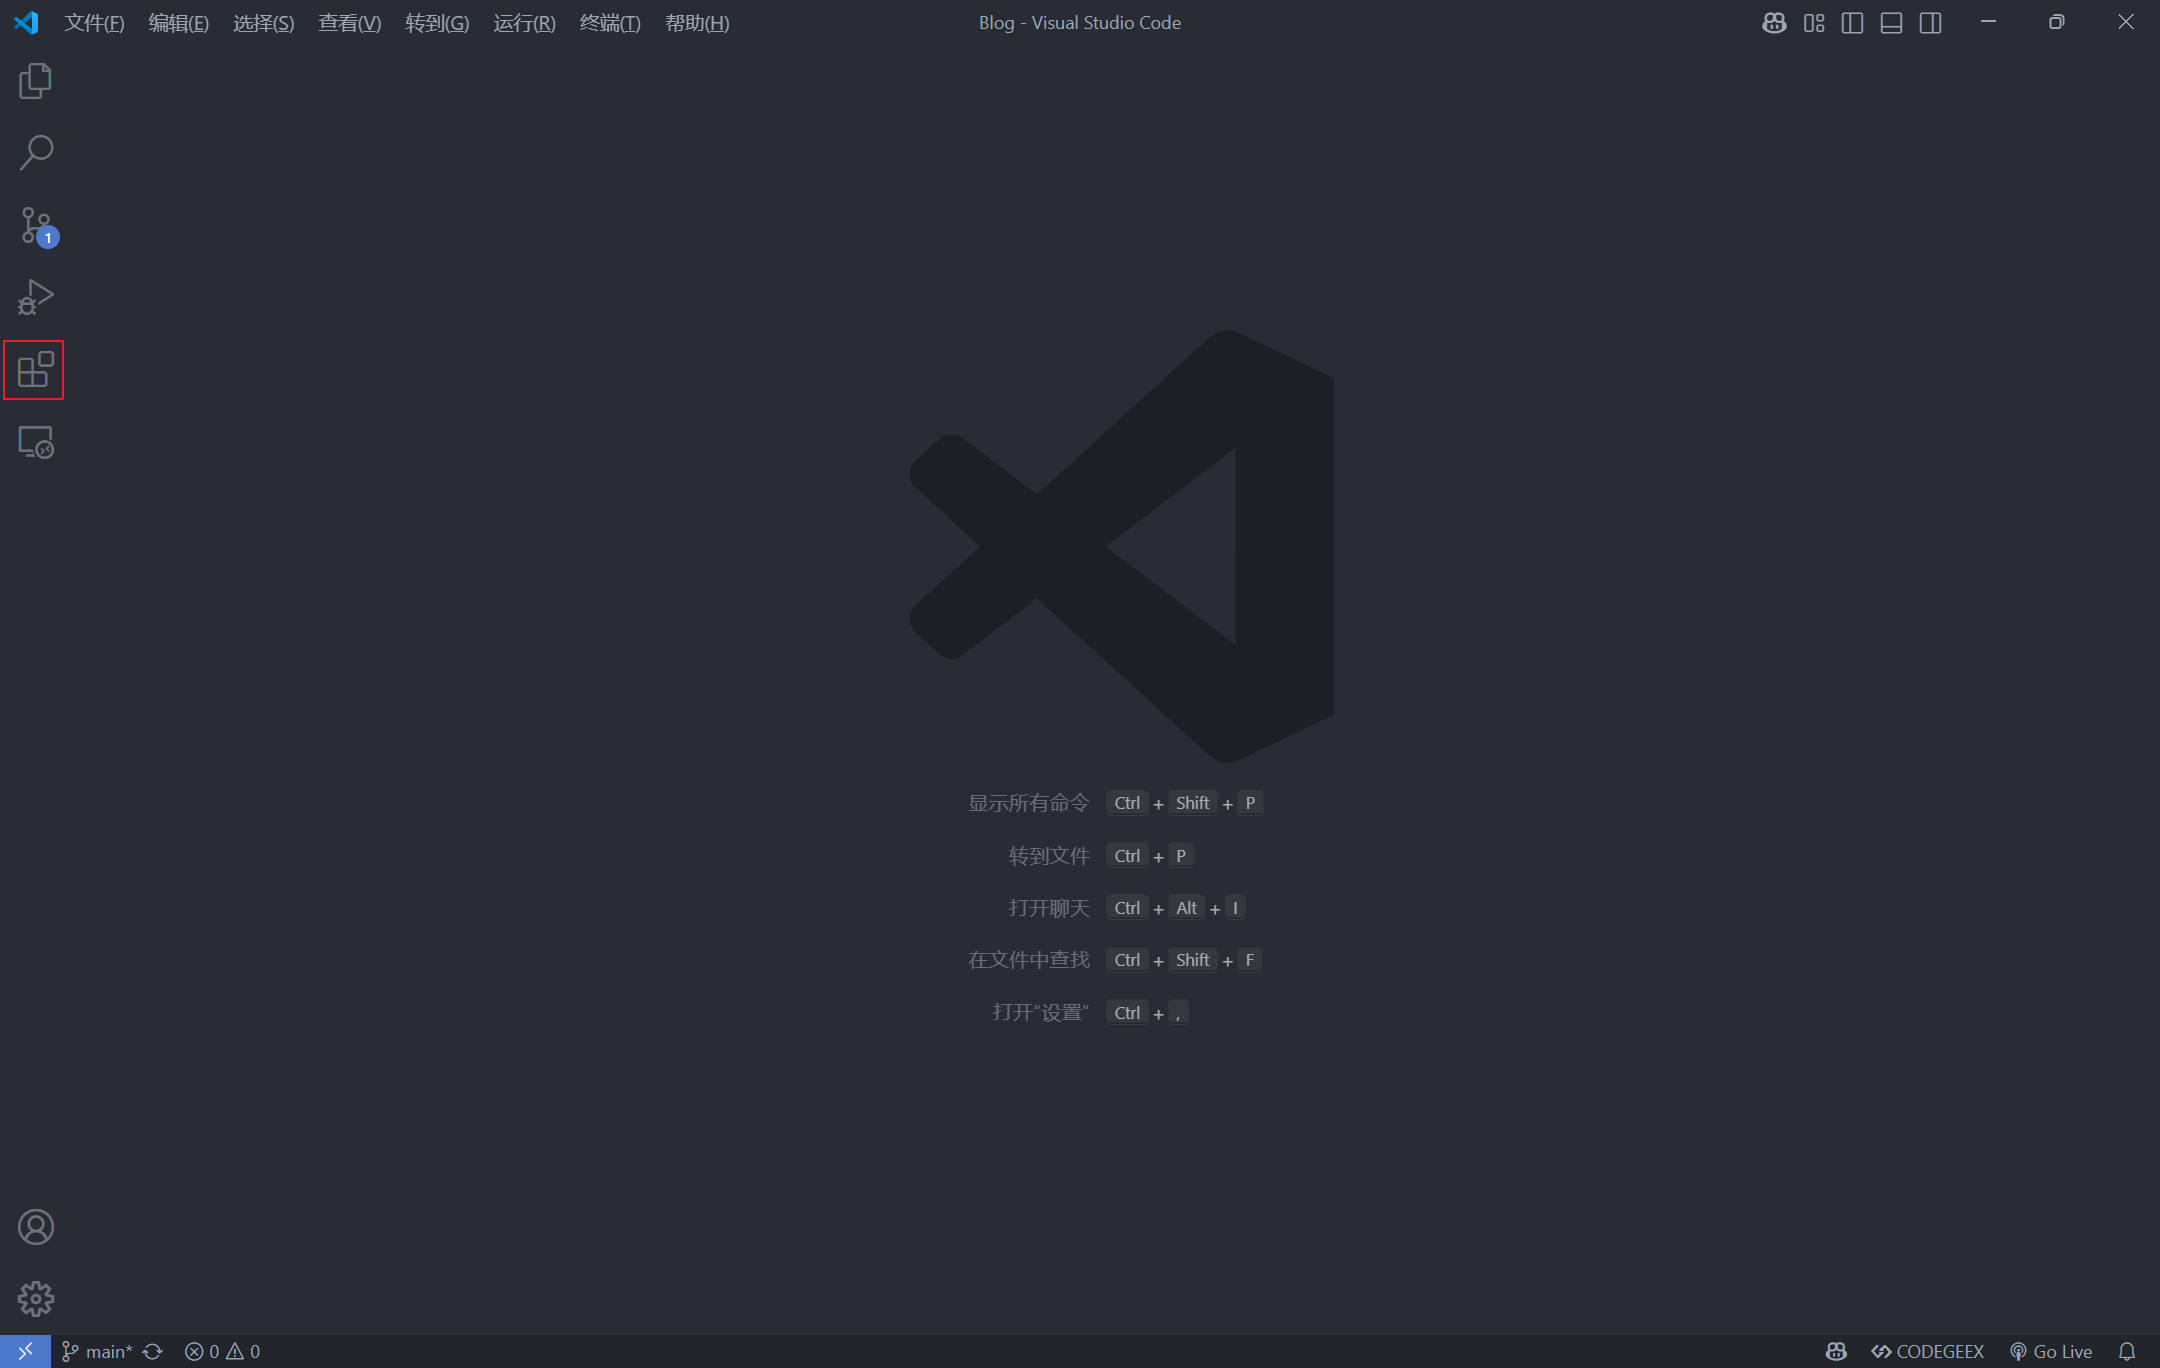 文件(F) 编辑(E) 选择(S) 查看(V) 转到(G) 运行(R) 终端(T) 帮助(H) Blog - Visual Studio Code
1
显示所有命令 Ctrl + Shift + P
转到文件 Ctrl + P
打开聊天 Ctrl + Alt + I
在文件中查找 Ctrl + Shift + F
打开“设置” Ctrl + ,
main* 0 0 CODEGEEX Go Live